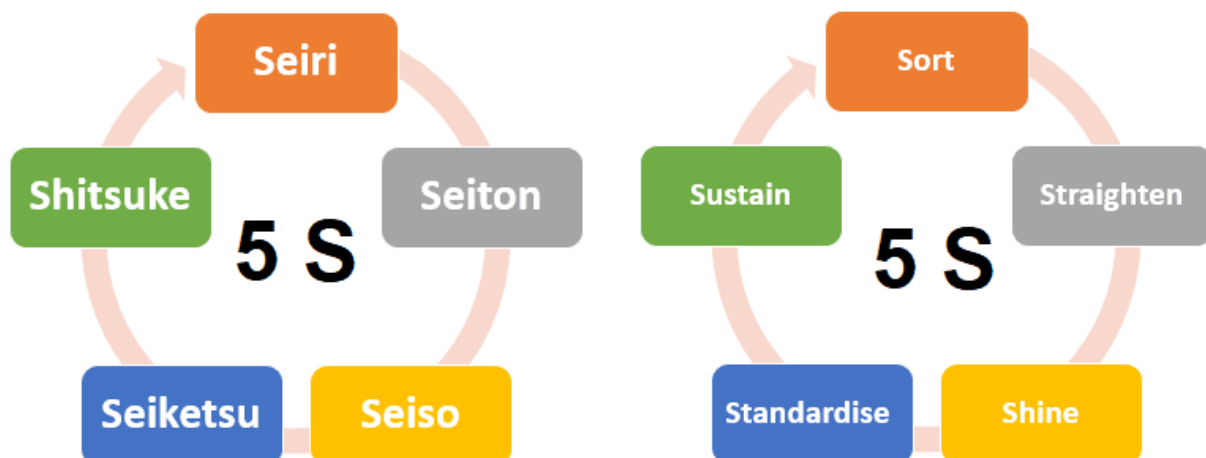 Seiri
Seiton
Seiso
Seiketsu
Shitsuke
5 S
Sort
Straighten
Shine
Standardise
Sustain
5 S